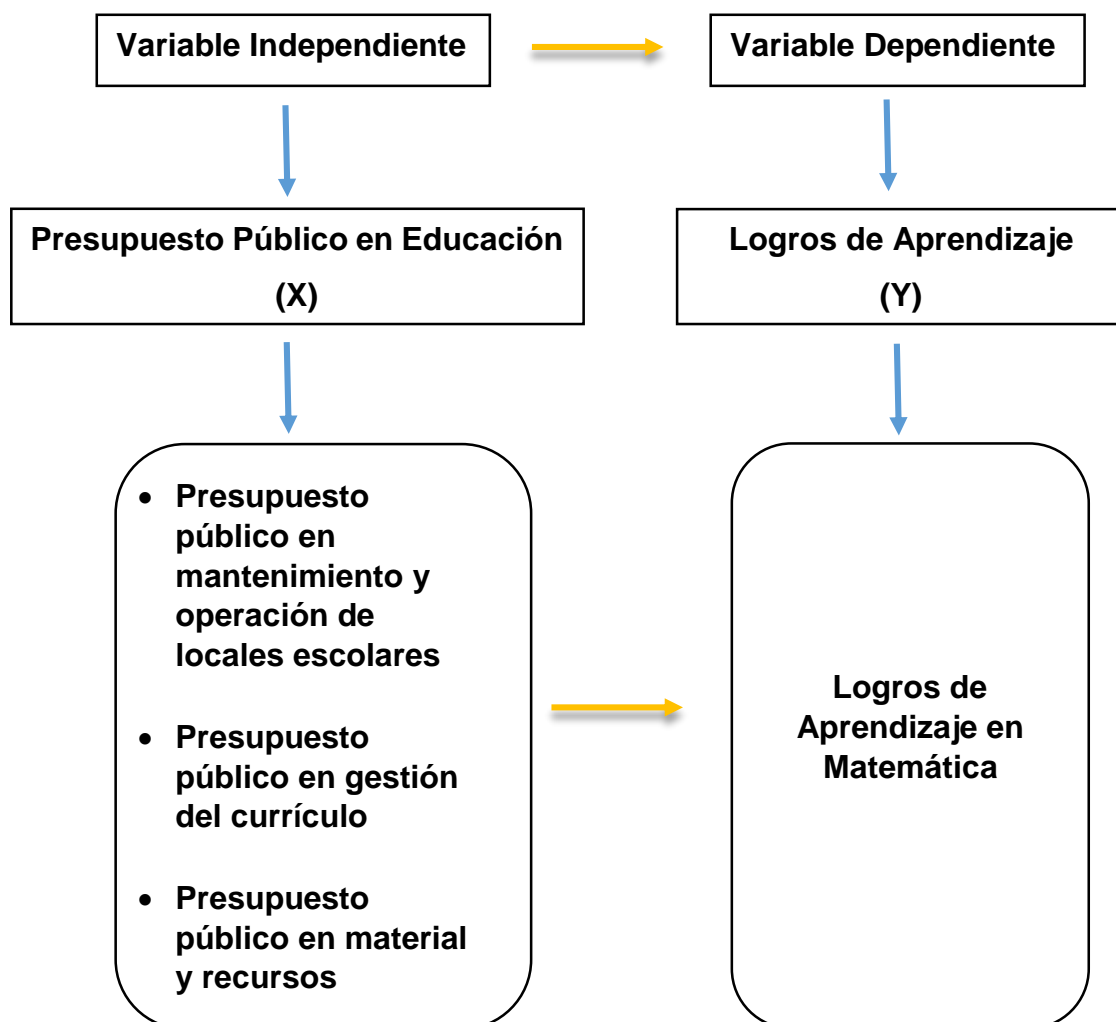 Variable Independiente
Variable Dependiente
Presupuesto Público en Educación
(X)
Logros de Aprendizaje
(Y)
• Presupuesto
público en
mantenimiento y
operación de
locales escolares
• Presupuesto
público en gestión
del currículo
• Presupuesto
público en material
y recursos
Logros de
Aprendizaje en
Matemática